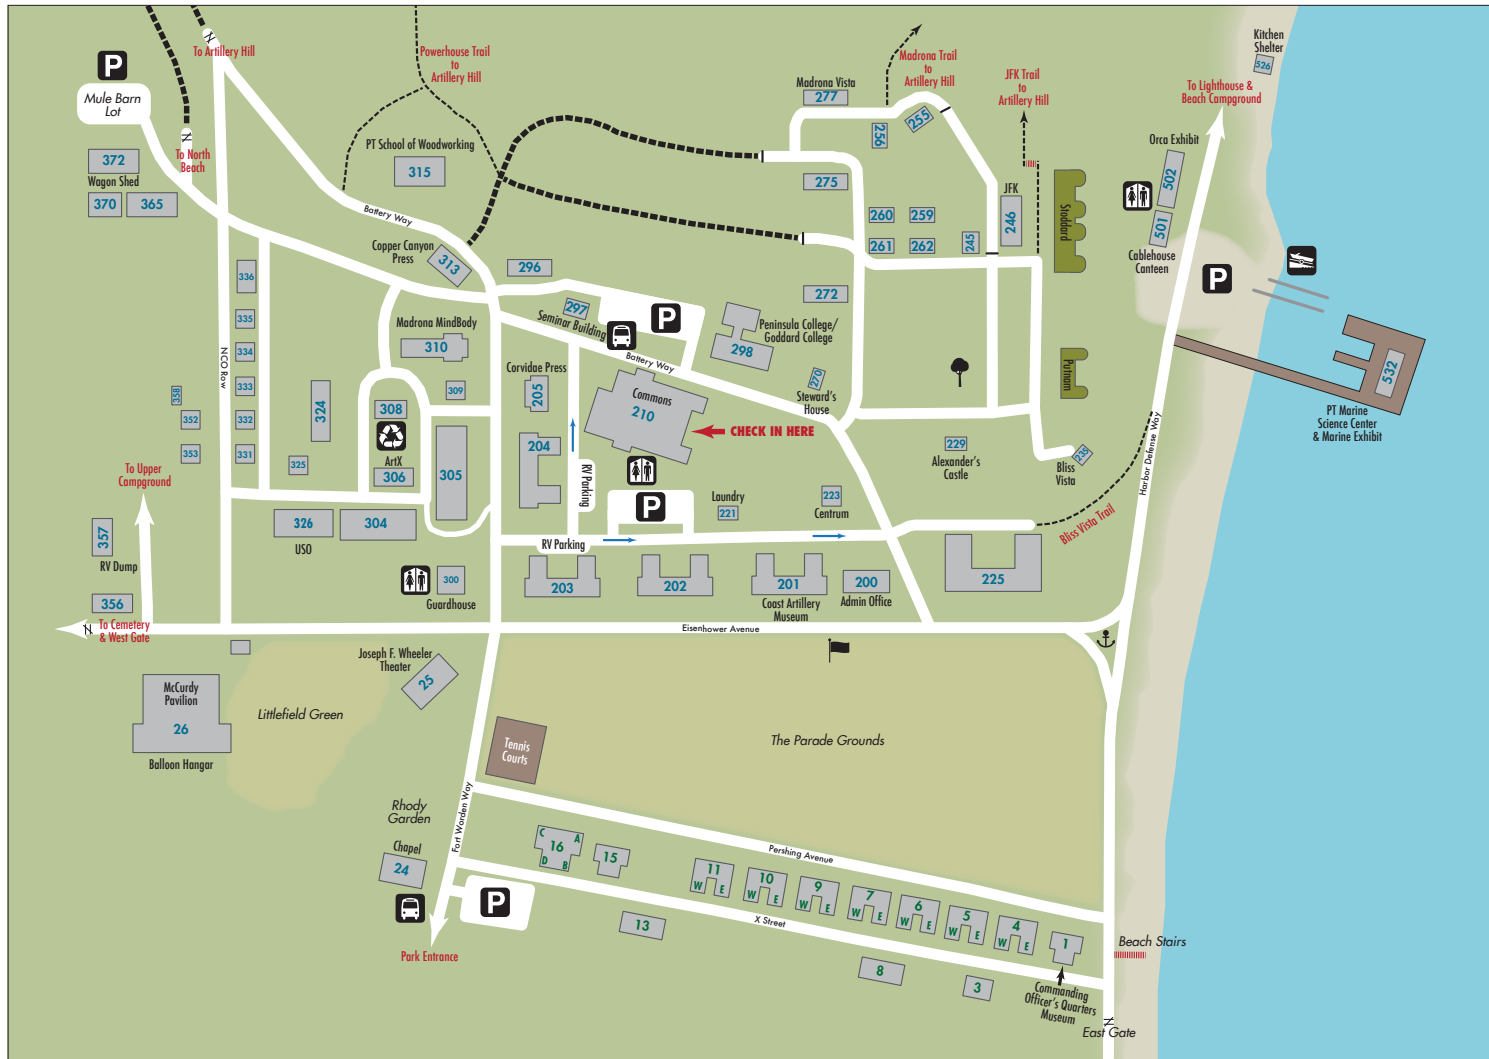 Kitchen
Shelter
526
To Artillery Hill
Powerhouse Trail
to
Artillery Hill
Madrona Trail
to
Artillery Hill
JFK Trail
to
Artillery Hill
To Lighthouse &
Beach Campground
P
Mule Barn
Lot
Madrona Vista
277
255
256
Orca Exhibit
502
501
Cablehouse
Canteen
P
To North
Beach
372
Wagon Shed
370
365
PT School of Woodworking
315
275
260
259
261
262
245
JFK
246
Stoddard
Battery Way
Copper Canyon
Press
313
296
272
336
335
334
333
332
331
NCO Row
358
352
353
324
325
Madrona MindBody
310
309
308
ArtX
306
305
297
Seminar Building
P
Battery Way
Peninsula College/
Goddard College
298
270
Steward's
House
Corvidae Press
205
204
Commons
210
CHECK IN HERE
RV Parking
P
Putnam
532
PT Marine
Science Center
& Marine Exhibit
229
Alexander's
Castle
235
Bliss
Vista
Harbor Defense Way
Bliss Vista Trail
To Upper
Campground
357
RV Dump
356
To Cemetery
& West Gate
326
USO
304
Laundry
221
223
Centrum
RV Parking
300
Guardhouse
203
202
201
Coast Artillery
Museum
200
Admin Office
225
Eisenhower Avenue
Joseph F. Wheeler
Theater
25
McCurdy
Pavilion
26
Balloon Hangar
Littlefield Green
The Parade Grounds
Tennis
Courts
Fort Worden Way
Rhody
Garden
Chapel
24
P
Park Entrance
Pershing Avenue
C
A
16
D
B
15
11
W
E
10
W
E
9
W
E
7
W
E
6
W
E
5
W
E
4
W
E
1
X Street
13
8
3
Beach Stairs
Commanding
Officer's Quarters
Museum
East Gate